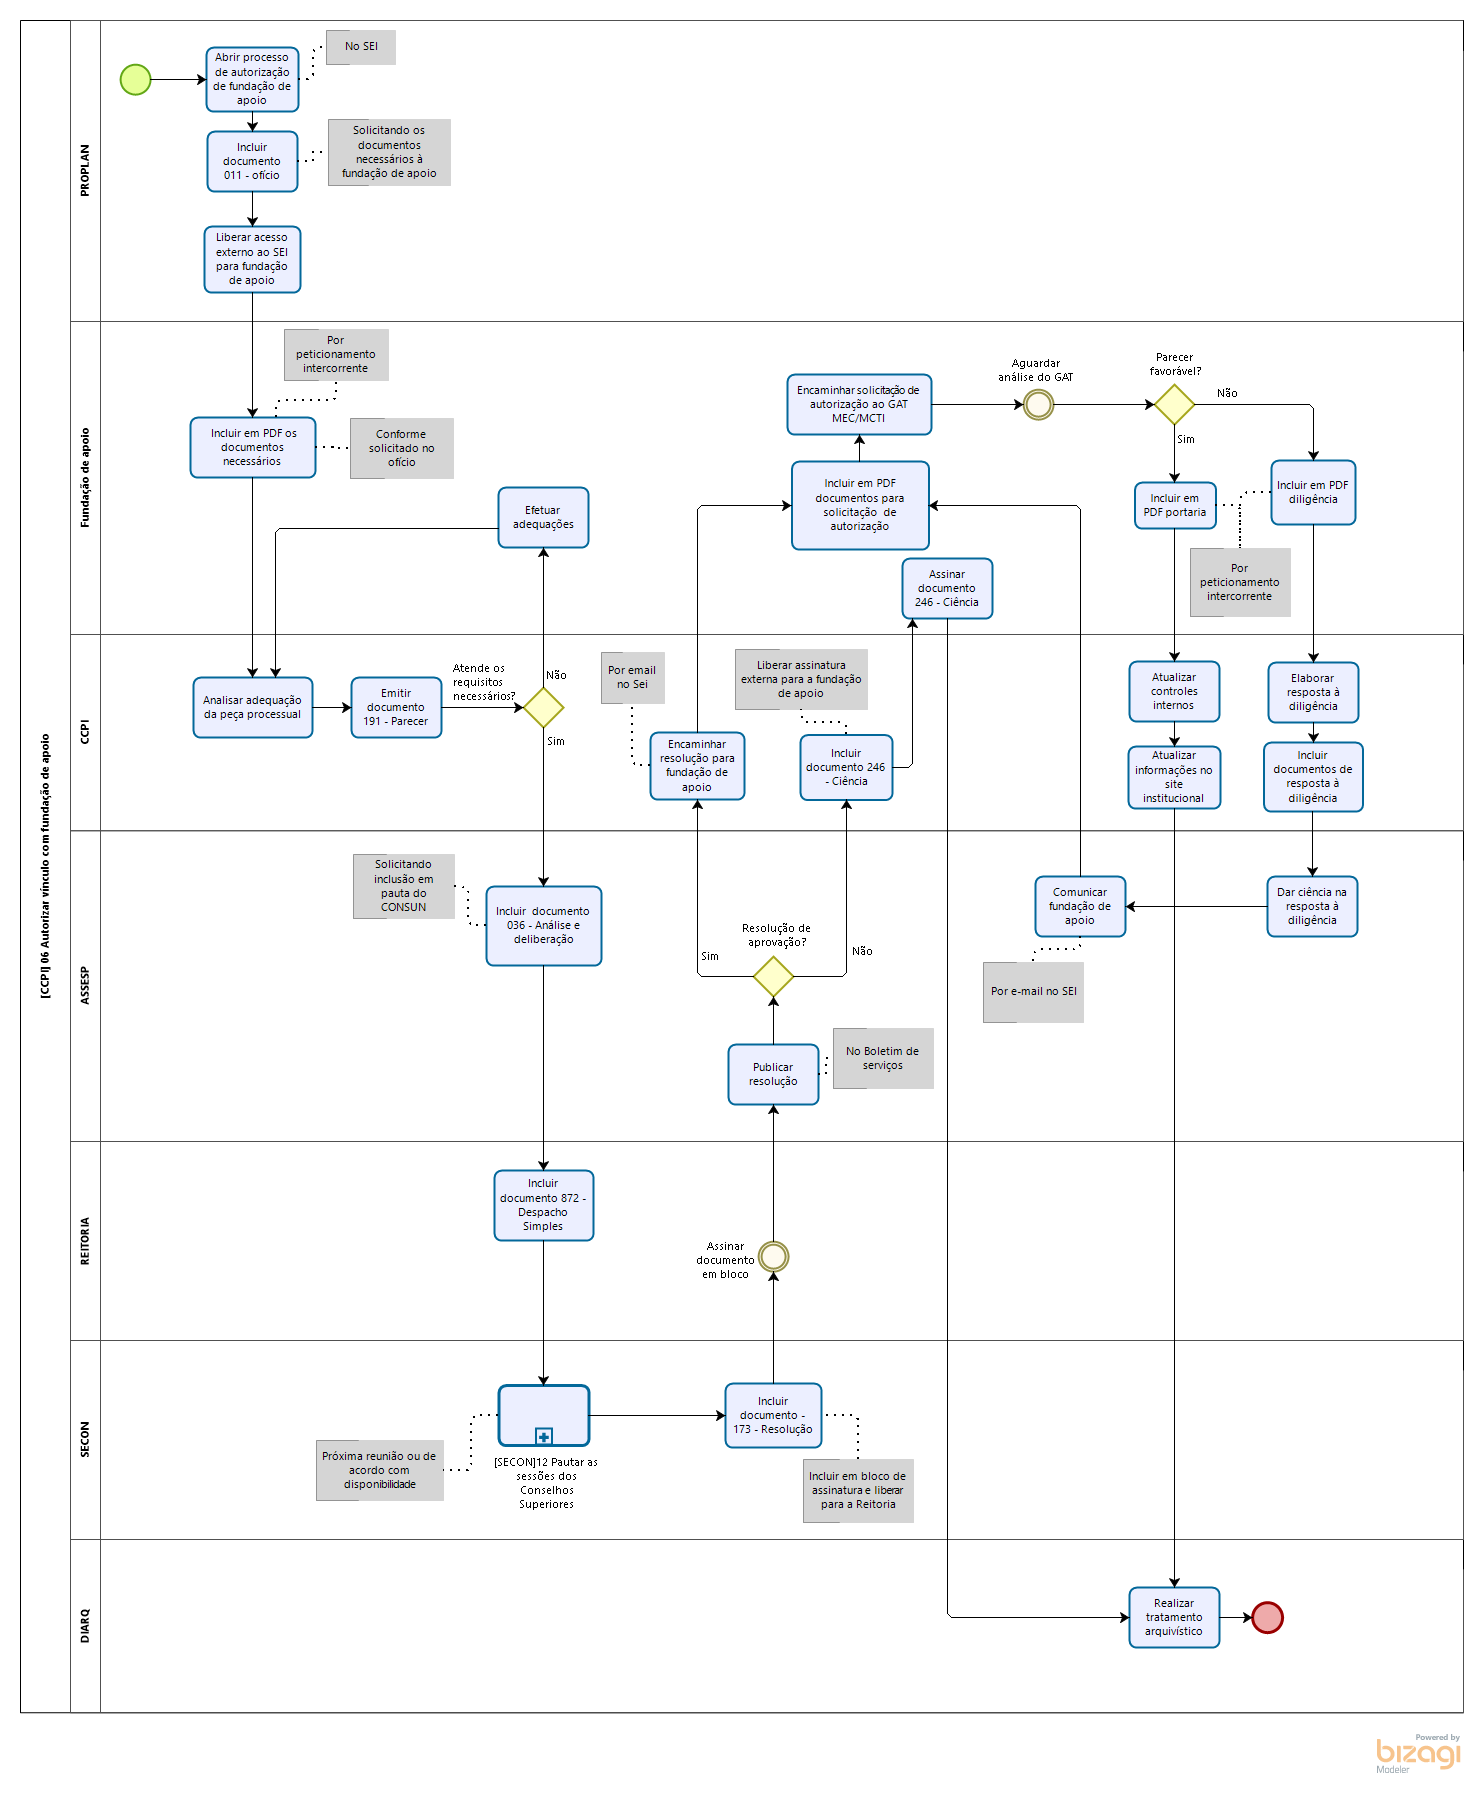 [CCPI] 06 Autorizar vínculo com fundação de apoio
PROPLAN
Abrir processo
de autorização
de fundação de
apoio
No SEI
Incluir
documento
011 - ofício
Solicitando os
documentos
necessários à
fundação de apoio
Liberar acesso
externo ao SEI
para fundação
de apoio
Fundação de apoio
Por
peticionamento
intercorrente
Incluir em PDF os
documentos
necessários
Conforme
solicitado no
ofício
Efetuar
adequações
Encaminhar solicitação de
autorização ao GAT
MEC/MCTI
Aguardar
análise do GAT
Parecer
favorável?
Não
Sim
Incluir em PDF
documentos para
solicitação de
autorização
Incluir em
PDF portaria
Incluir em PDF
diligência
Por
peticionamento
intercorrente
Assinar
documento
246 - Ciência
CCPI
Analisar adequação
da peça processual
Emitir
documento
191 - Parecer
Atende os
requisitos
necessários?
Não
Sim
Por email
no Sei
Encaminhar
resolução para
fundação de
apoio
Liberar assinatura
externa para a fundação
de apoio
Incluir
documento 246
- Ciência
Atualizar
controles
internos
Atualizar
informações no
site
institucional
Elaborar
resposta à
diligência
Incluir
documentos de
resposta à
diligência
ASSESP
Solicitando
inclusão em
pauta do
CONSUN
Incluir documento
036 - Análise e
deliberação
Resolução de
aprovação?
Sim
Não
Publicar
resolução
No Boletim de
serviços
Comunicar
fundação de
apoio
Por e-mail no SEI
Dar ciência na
resposta à
diligência
REITORIA
Incluir
documento 872 -
Despacho
Simples
Assinar
documento
em bloco
SECON
Próxima reunião ou de
acordo com
disponibilidade
[SECON]12 Pautar as
sessões dos
Conselhos
Superiores
Incluir
documento -
173 - Resolução
Incluir em bloco de
assinatura e liberar
para a Reitoria
DIARQ
Realizar
tratamento
arquivístico
Powered by
bizagi
Modeler